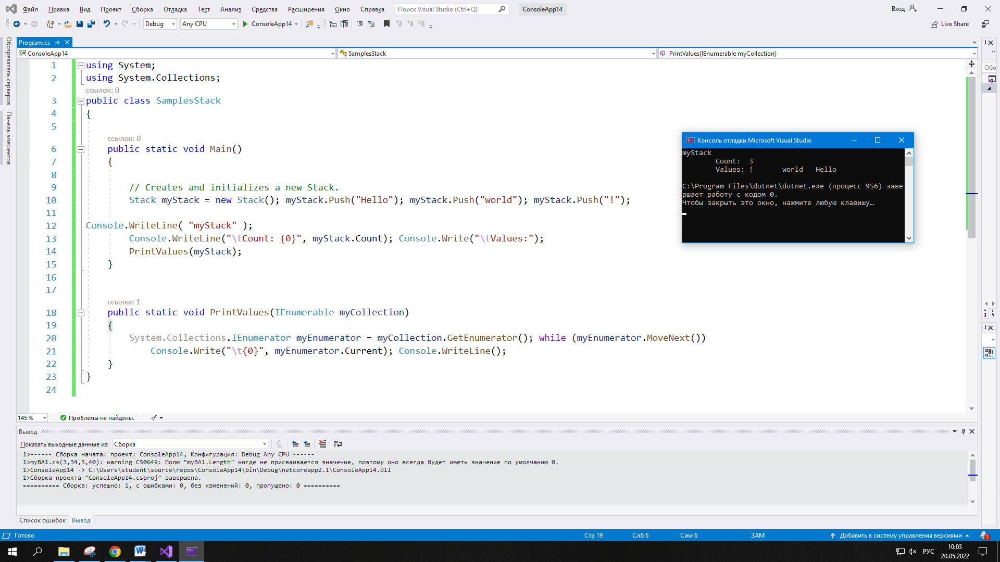 Файл Правка Вид Проект Сборка Отладка Тест Анализ Средства Расширения Окно Справка Поиск Visual Studio (Ctrl+Q) ConsoleApp14 Вход
Debug Any CPU ConsoleApp14 Live Share
Обозреватель серверов
Панель элементов
Program.cs
ConsoleApp14 SamplesStack PrintValues(IEnumerable myCollection)
Обо
1 using System;
2 using System.Collections;
ссылок: 0
3 public class SamplesStack
4 {
5
ссылок: 0
6 public static void Main()
7 {
8
9 // Creates and initializes a new Stack.
10 Stack myStack = new Stack(); myStack.Push("Hello"); myStack.Push("world"); myStack.Push("!");
11
12 Console.WriteLine( "myStack" );
13 Console.WriteLine("\tCount: {0}", myStack.Count); Console.Write("\tValues:");
14 PrintValues(myStack);
15 }
16
17
ссылка: 1
18 public static void PrintValues(IEnumerable myCollection)
19 {
20 System.Collections.IEnumerator myEnumerator = myCollection.GetEnumerator(); while (myEnumerator.MoveNext())
21 Console.Write("\t{0}", myEnumerator.Current); Console.WriteLine();
22 }
23 }
24
Консоль отладки Microsoft Visual Studio
myStack
Count: 3
Values: ! world Hello
C:\Program Files\dotnet\dotnet.exe (процесс 956) заве
ршает работу с кодом 0.
Чтобы закрыть это окно, нажмите любую клавишу…
145 % Проблемы не найдены.
Вывод
Показать выходные данные из: Сборка
1>------ Сборка начата: проект: ConsoleApp14, Конфигурация: Debug Any CPU ------
1>myBA1.cs(3,34,3,40): warning CS0649: Полю "myBA1.Length" нигде не присваивается значение, поэтому оно всегда будет иметь значение по умолчанию 0.
1>ConsoleApp14 -> C:\Users\student\source\repos\ConsoleApp14\bin\Debug\netcoreapp2.1\ConsoleApp14.dll
1>Сборка проекта "ConsoleApp14.csproj" завершена.
========== Сборка: успешно: 1, с ошибками: 0, без изменений: 0, пропущено: 0 ==========
Список ошибок Вывод
Готово Стр 19 Слб 6 Сим 6 ЗАМ Добавить в систему управления версиями 1
РУС 10:03
20.05.2022